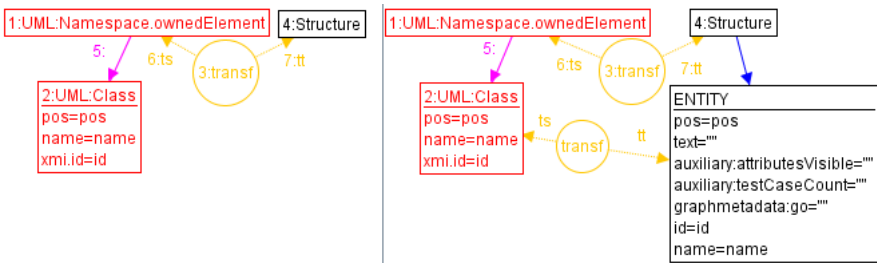 1:UML:Namespace.ownedElement
4:Structure
5:
6:ts
3:transf
7:tt
2:UML:Class
pos=pos
name=name
xmi.id=id
1:UML:Namespace.ownedElement
4:Structure
5:
6:ts
3:transf
7:tt
2:UML:Class
pos=pos
name=name
xmi.id=id
ts
transf
tt
ENTITY
pos=pos
text=""
auxiliary:attributesVisible=""
auxiliary:testCaseCount=""
graphmetadata:go=""
id=id
name=name